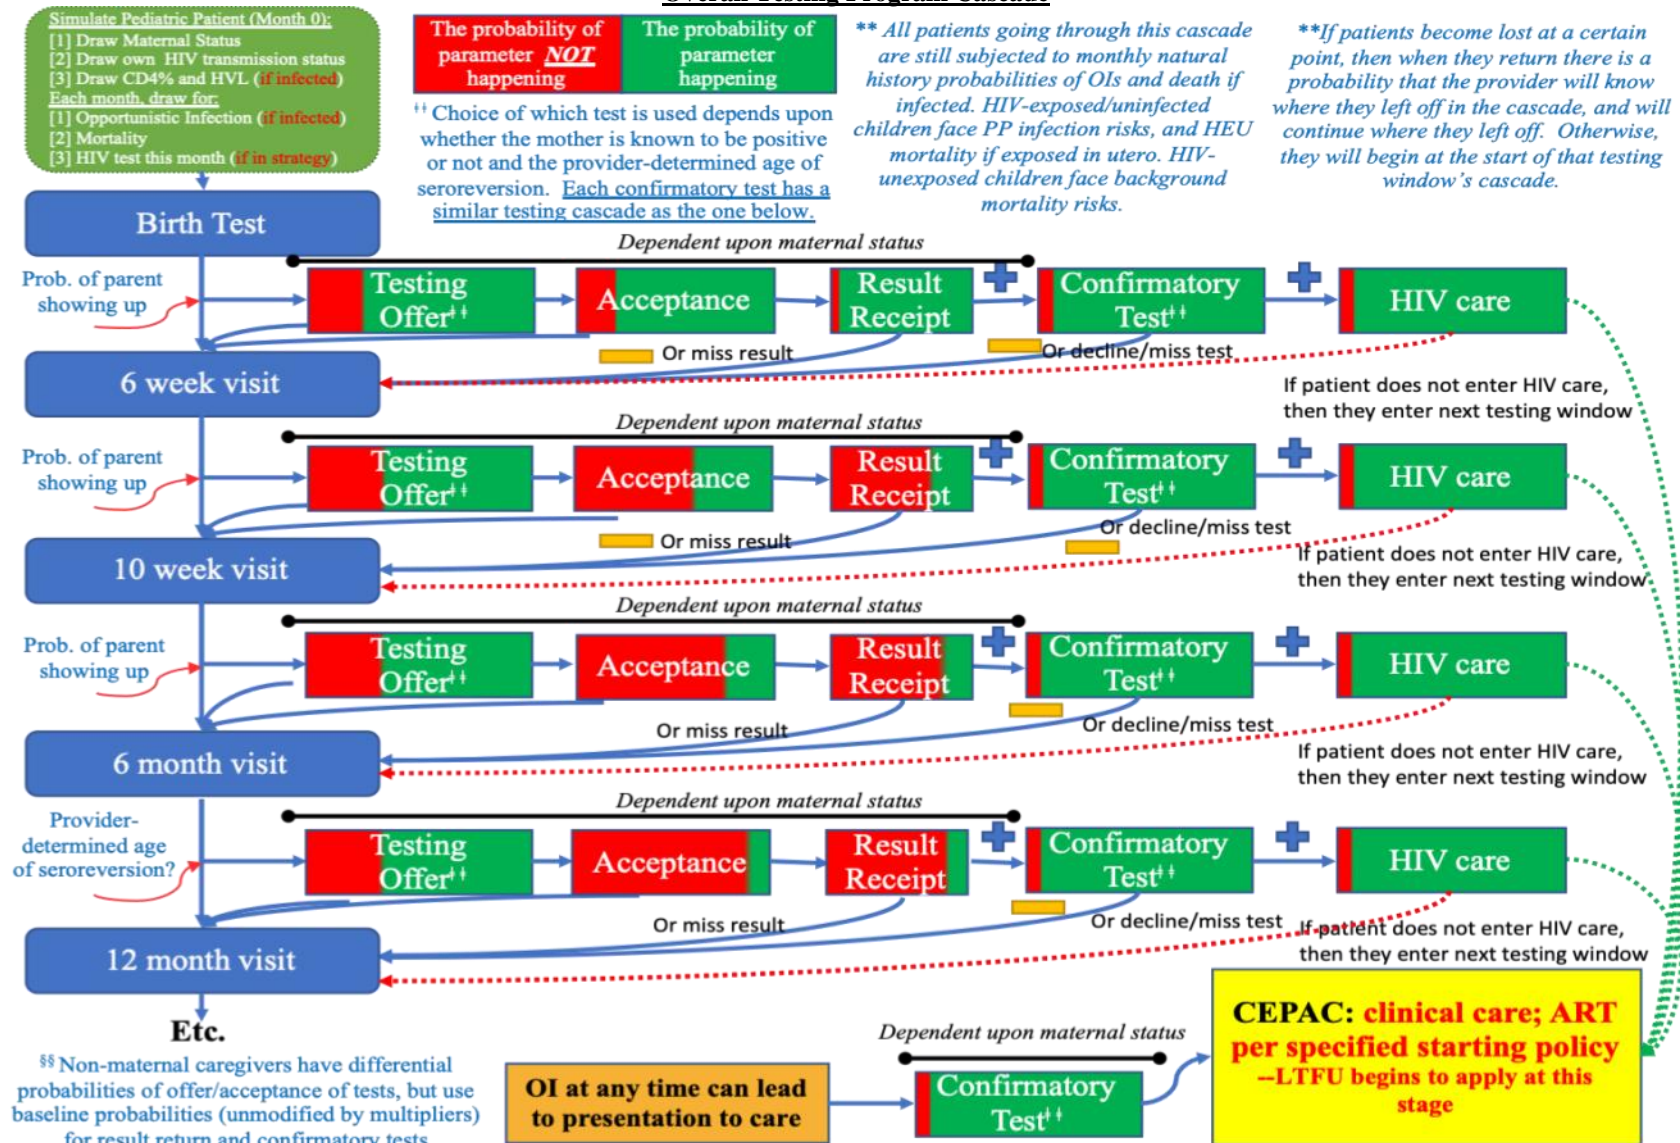 Overall Testing Program Cascade
Simulate Pediatric Patient (Month 0):
[1] Draw Maternal Status
[2] Draw own HIV transmission status
[3] Draw CD4% and HVL (if infected)
Each month, draw for:
[1] Opportunistic Infection (if infected)
[2] Mortality
[3] HIV test this month (if in strategy)
The probability of
parameter NOT
happening
The probability of
parameter
happening
ǂǂ Choice of which test is used depends upon
whether the mother is known to be positive
or not and the provider-determined age of
seroreversion. Each confirmatory test has a
similar testing cascade as the one below.
** All patients going through this cascade
are still subjected to monthly natural
history probabilities of OIs and death if
infected. HIV-exposed/uninfected
children face PP infection risks, and HEU
mortality if exposed in utero. HIV-
unexposed children face background
mortality risks.
**If patients become lost at a certain
point, then when they return there is a
probability that the provider will know
where they left off in the cascade, and will
continue where they left off. Otherwise,
they will begin at the start of that testing
window's cascade.
Birth Test
Dependent upon maternal status
Prob. of parent
showing up
Testing
Offerǂǂ
Acceptance
Result
Receipt
Confirmatory
Testǂǂ
HIV care
Or miss result
Or decline/miss test
If patient does not enter HIV care,
then they enter next testing window
6 week visit
Dependent upon maternal status
Prob. of parent
showing up
Testing
Offerǂǂ
Acceptance
Result
Receipt
Confirmatory
Testǂǂ
HIV care
Or miss result
Or decline/miss test
If patient does not enter HIV care,
then they enter next testing window
10 week visit
Dependent upon maternal status
Prob. of parent
showing up
Testing
Offerǂǂ
Acceptance
Result
Receipt
Confirmatory
Testǂǂ
HIV care
Or miss result
Or decline/miss test
If patient does not enter HIV care,
then they enter next testing window
6 month visit
Dependent upon maternal status
Provider-
determined age
of seroreversion?
Testing
Offerǂǂ
Acceptance
Result
Receipt
Confirmatory
Testǂǂ
HIV care
Or miss result
Or decline/miss test
If patient does not enter HIV care,
then they enter next testing window
12 month visit
Etc.
§§ Non-maternal caregivers have differential
probabilities of offer/acceptance of tests, but use
baseline probabilities (unmodified by multipliers)
for result return and confirmatory tests
OI at any time can lead
to presentation to care
Dependent upon maternal status
Confirmatory
Testǂǂ
CEPAC: clinical care; ART
per specified starting policy
--LTFU begins to apply at this
stage